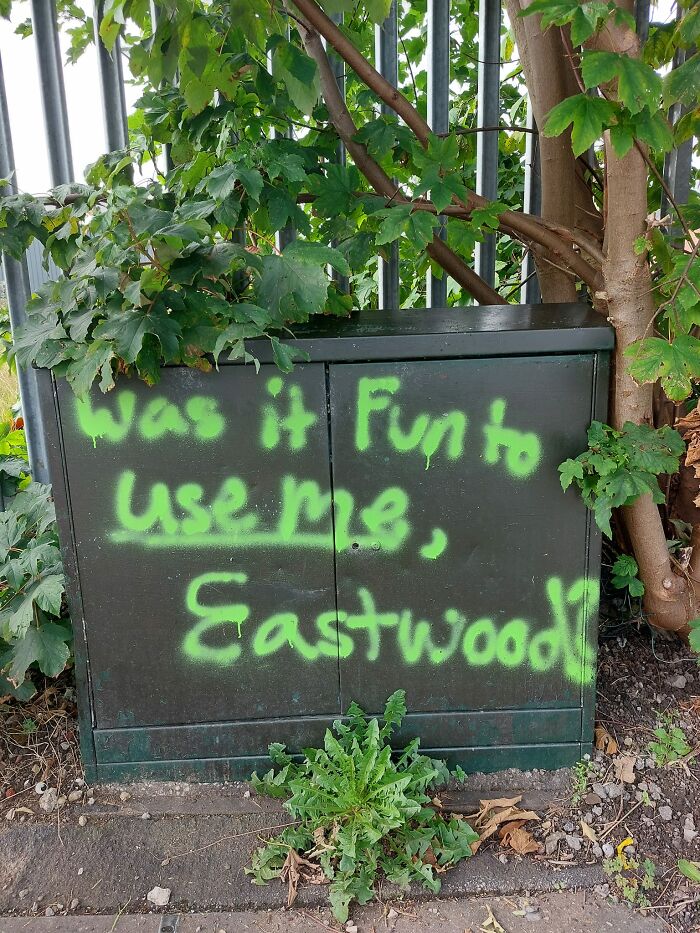 Was it Fun to
use me,
Eastwood?